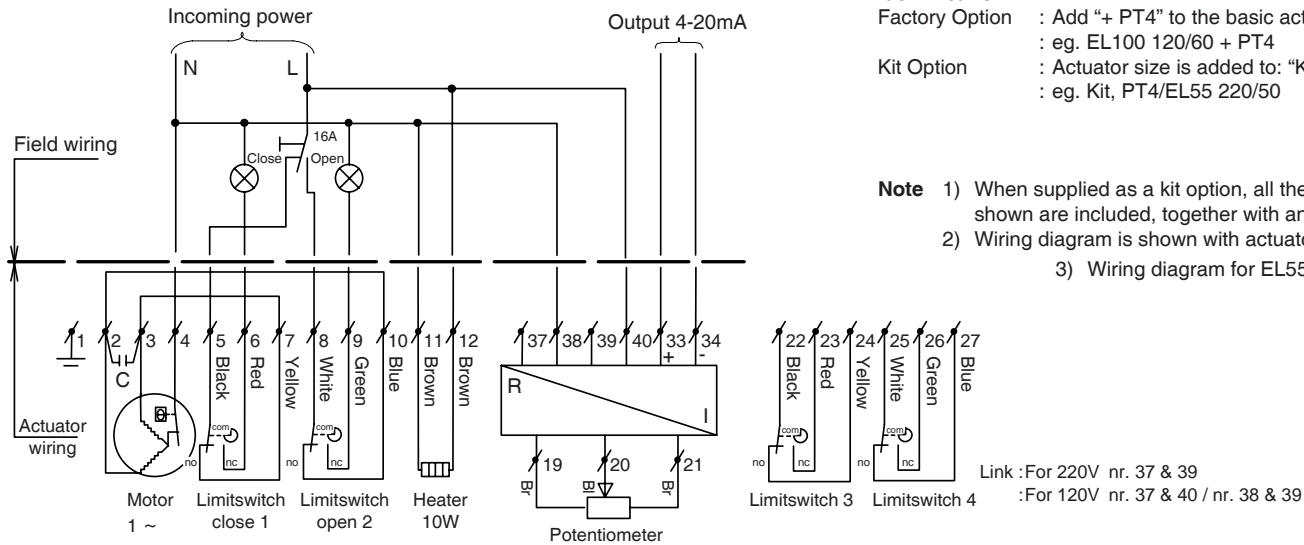 Incoming power
Output 4-20mA
Factory Option : Add “+ PT4” to the basic act
: eg. EL100 120/60 + PT4
Kit Option : Actuator size is added to: “K
: eg. Kit, PT4/EL55 220/50
N L
Field wiring
16A
Close Open
Note 1) When supplied as a kit option, all the
shown are included, together with an
2) Wiring diagram is shown with actuato
3) Wiring diagram for EL55
1 2 3 4 5 6 7 8 9 10 11 12 37 38 39 40 33 34 22 23 24 25 26 27
+ -
C
Black Red Yellow White Green Blue Brown Brown
Black Red Yellow White Green Blue
R I
Actuator
wiring
com com com com
no nc no nc no nc no nc
19 20 21
Br Bl Br
Motor
1 ~
Limitswitch
close 1
Limitswitch
open 2
Heater
10W
Potentiometer
Limitswitch 3 Limitswitch 4
Link :For 220V nr. 37 & 39
:For 120V nr. 37 & 40 / nr. 38 & 39